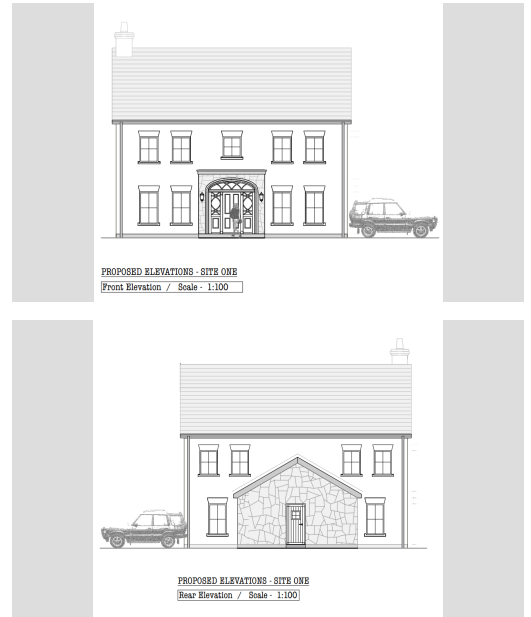 PROPOSED ELEVATIONS - SITE ONE
Front Elevation / Scale - 1:100
PROPOSED ELEVATIONS - SITE ONE
Rear Elevation / Scale - 1:100